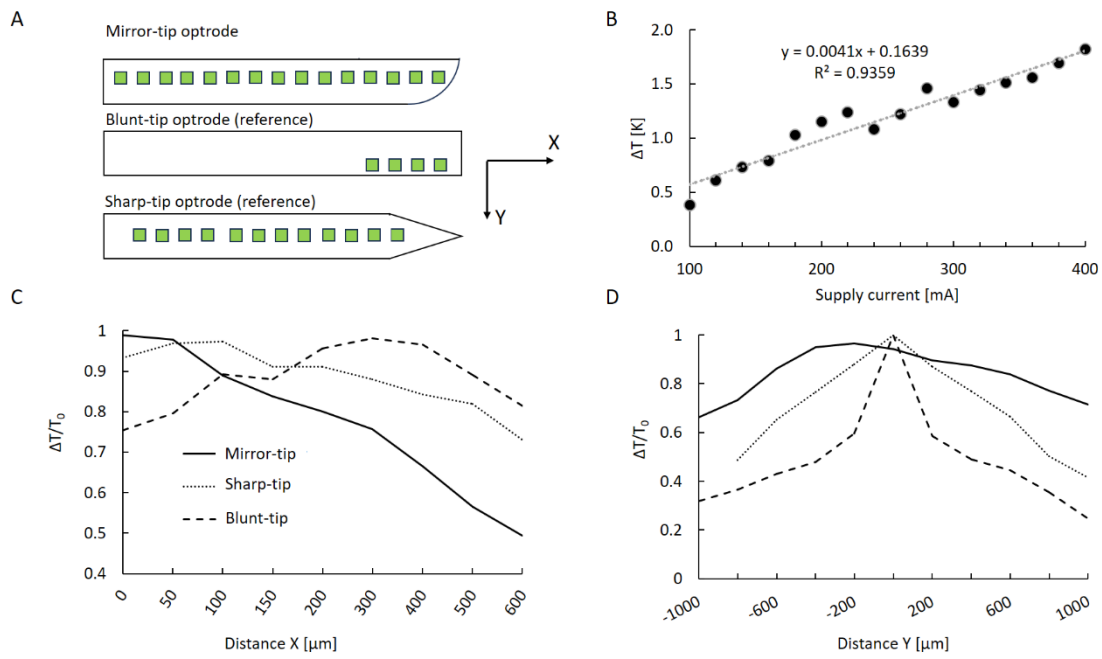 A
Mirror-tip optrode
Blunt-tip optrode (reference)
X
Sharp-tip optrode (reference)
Y
B
2.0
1.5
1.0
0.5
0.0
ΔT [K]
y = 0.0041x + 0.1639
R² = 0.9359
100 200 300 400
Supply current [mA]
C
1
0.9
0.8
0.7
0.6
0.5
0.4
ΔT/T₀
Mirror-tip
Sharp-tip
Blunt-tip
0 50 100 150 200 300 400 500 600
Distance X [µm]
D
1
0.8
0.6
0.4
0.2
0
ΔT/T₀
-1000 -600 -200 200 600 1000
Distance Y [µm]